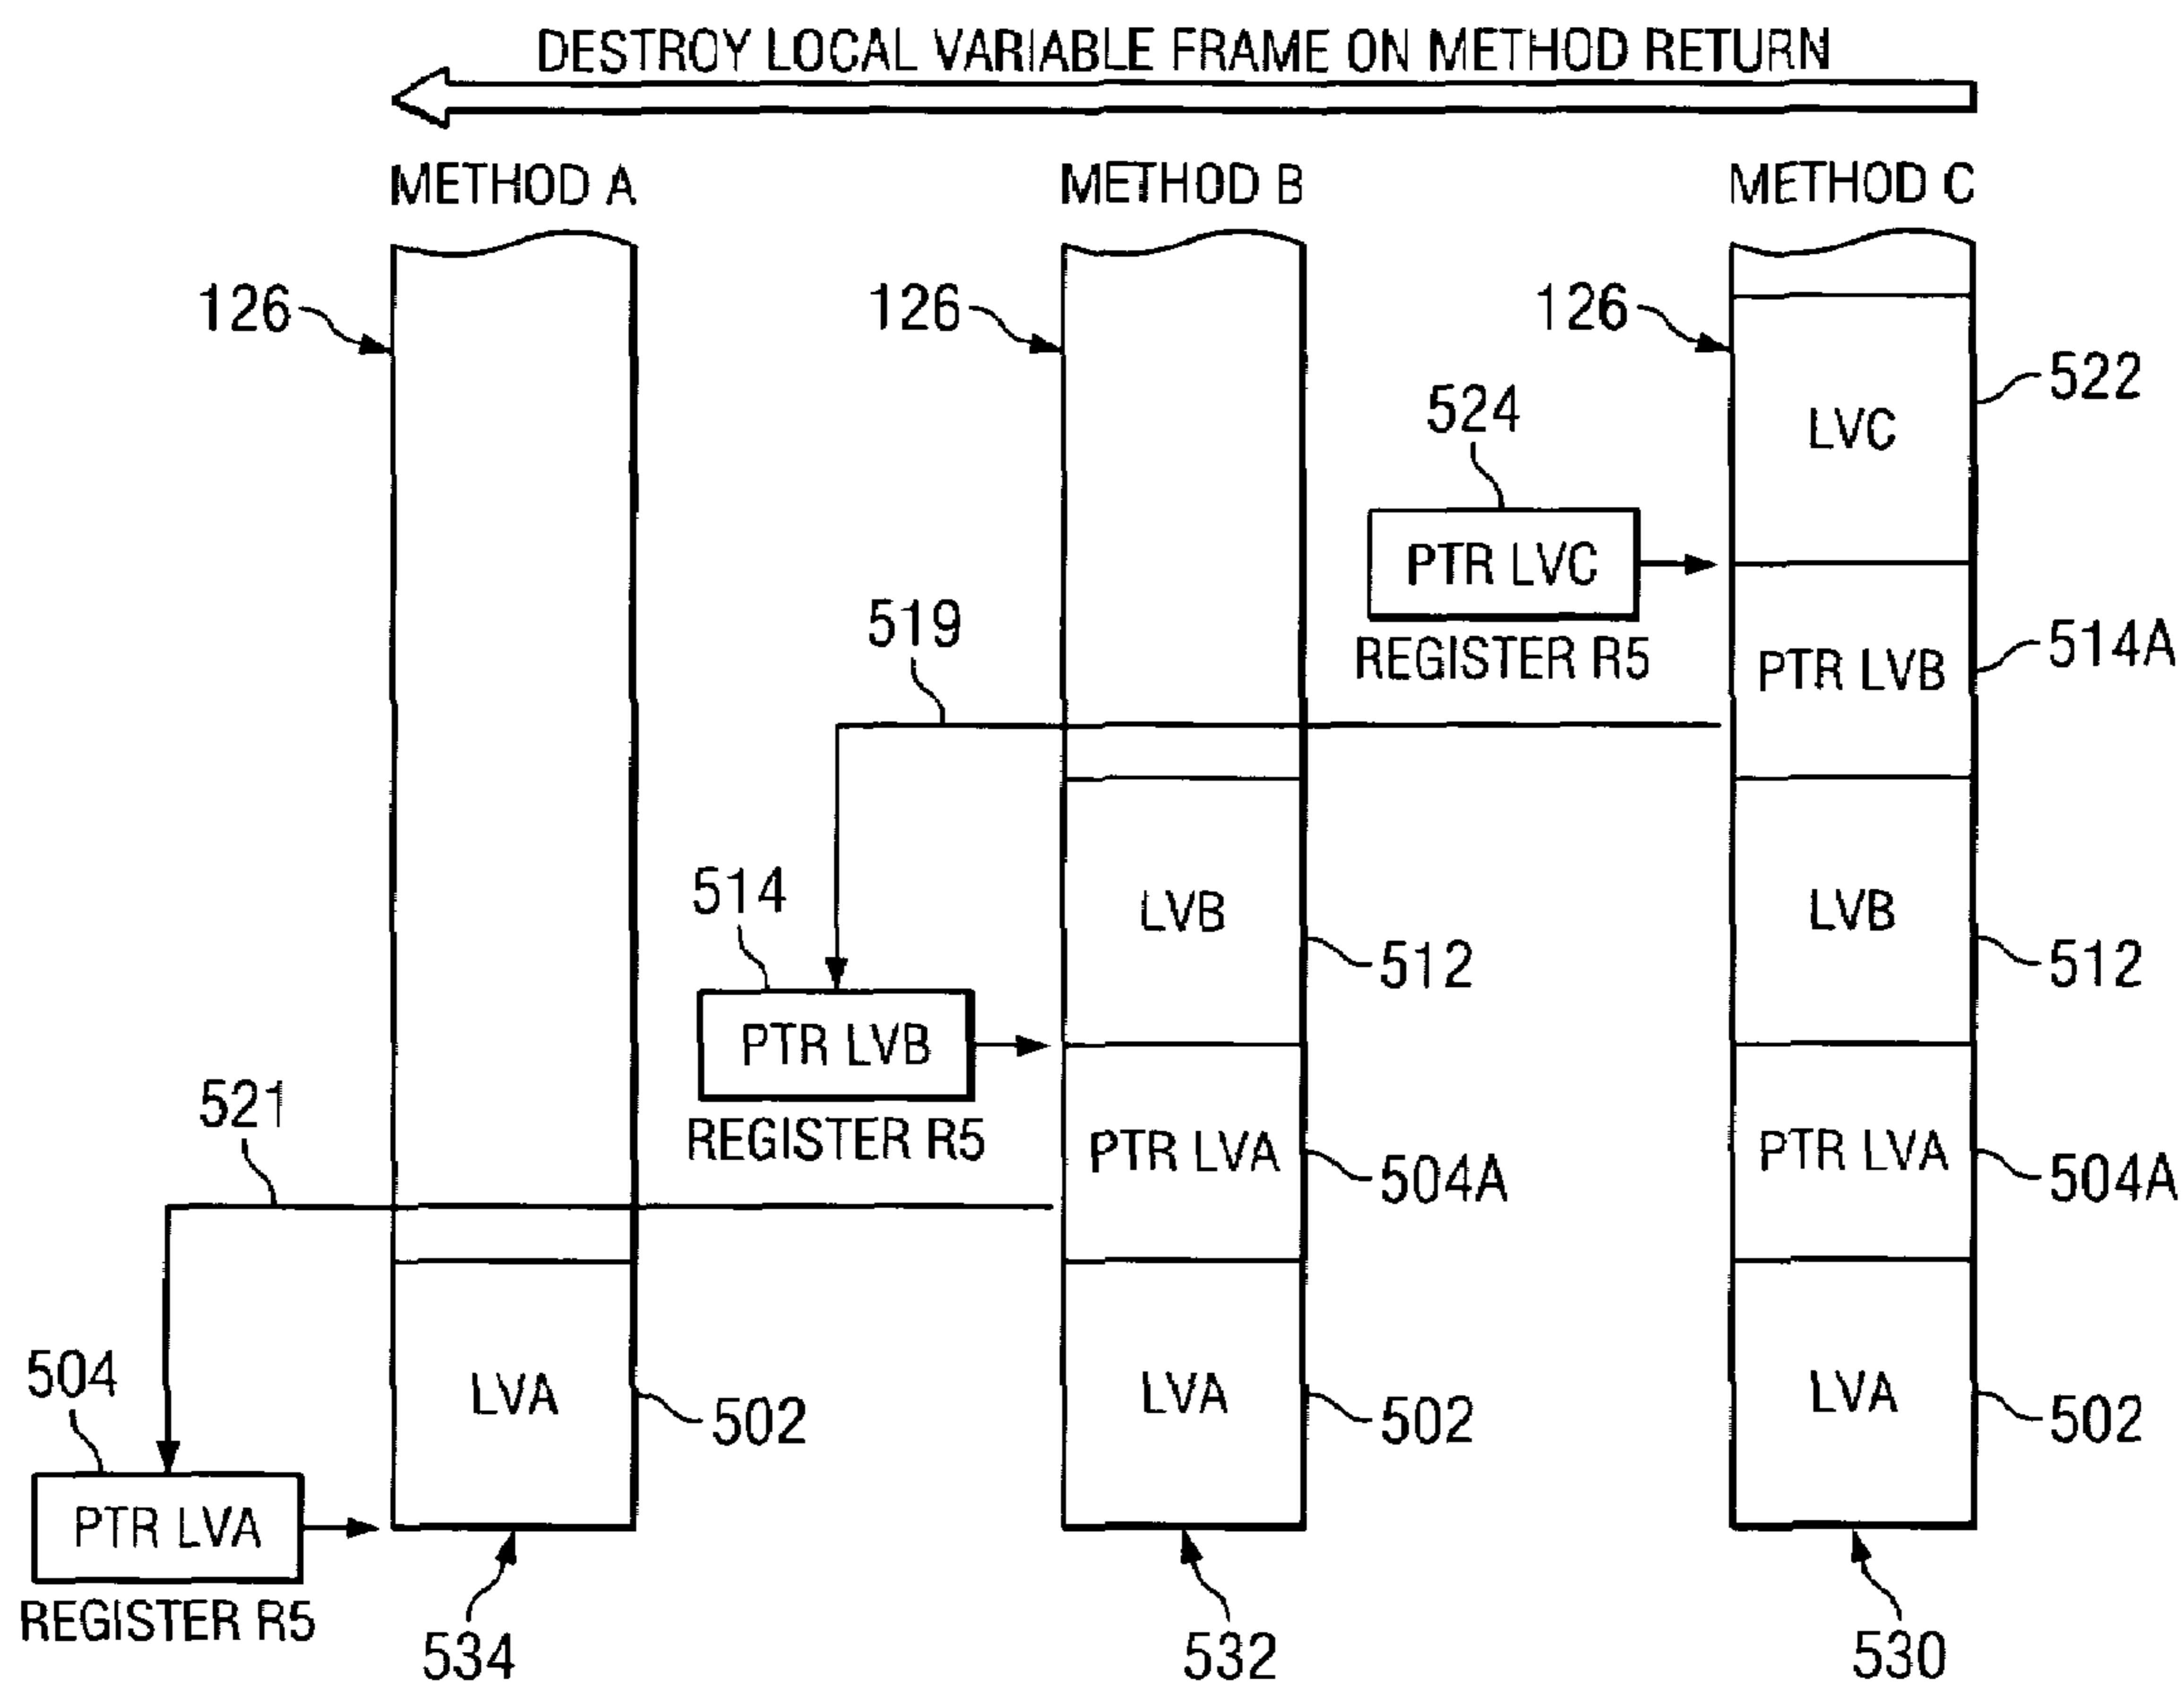 DESTROY LOCAL VARIABLE FRAME ON METHOD RETURN
METHOD A
METHOD B
METHOD C
126
126
126
522
524
LVC
PTR LVC
519
REGISTER R5
PTR LVB
514A
514
LVB
LVB
512
512
PTR LVB
521
REGISTER R5
PTR LVA
PTR LVA
504A
504A
504
LVA
LVA
LVA
502
502
502
PTR LVA
REGISTER R5
534
532
530